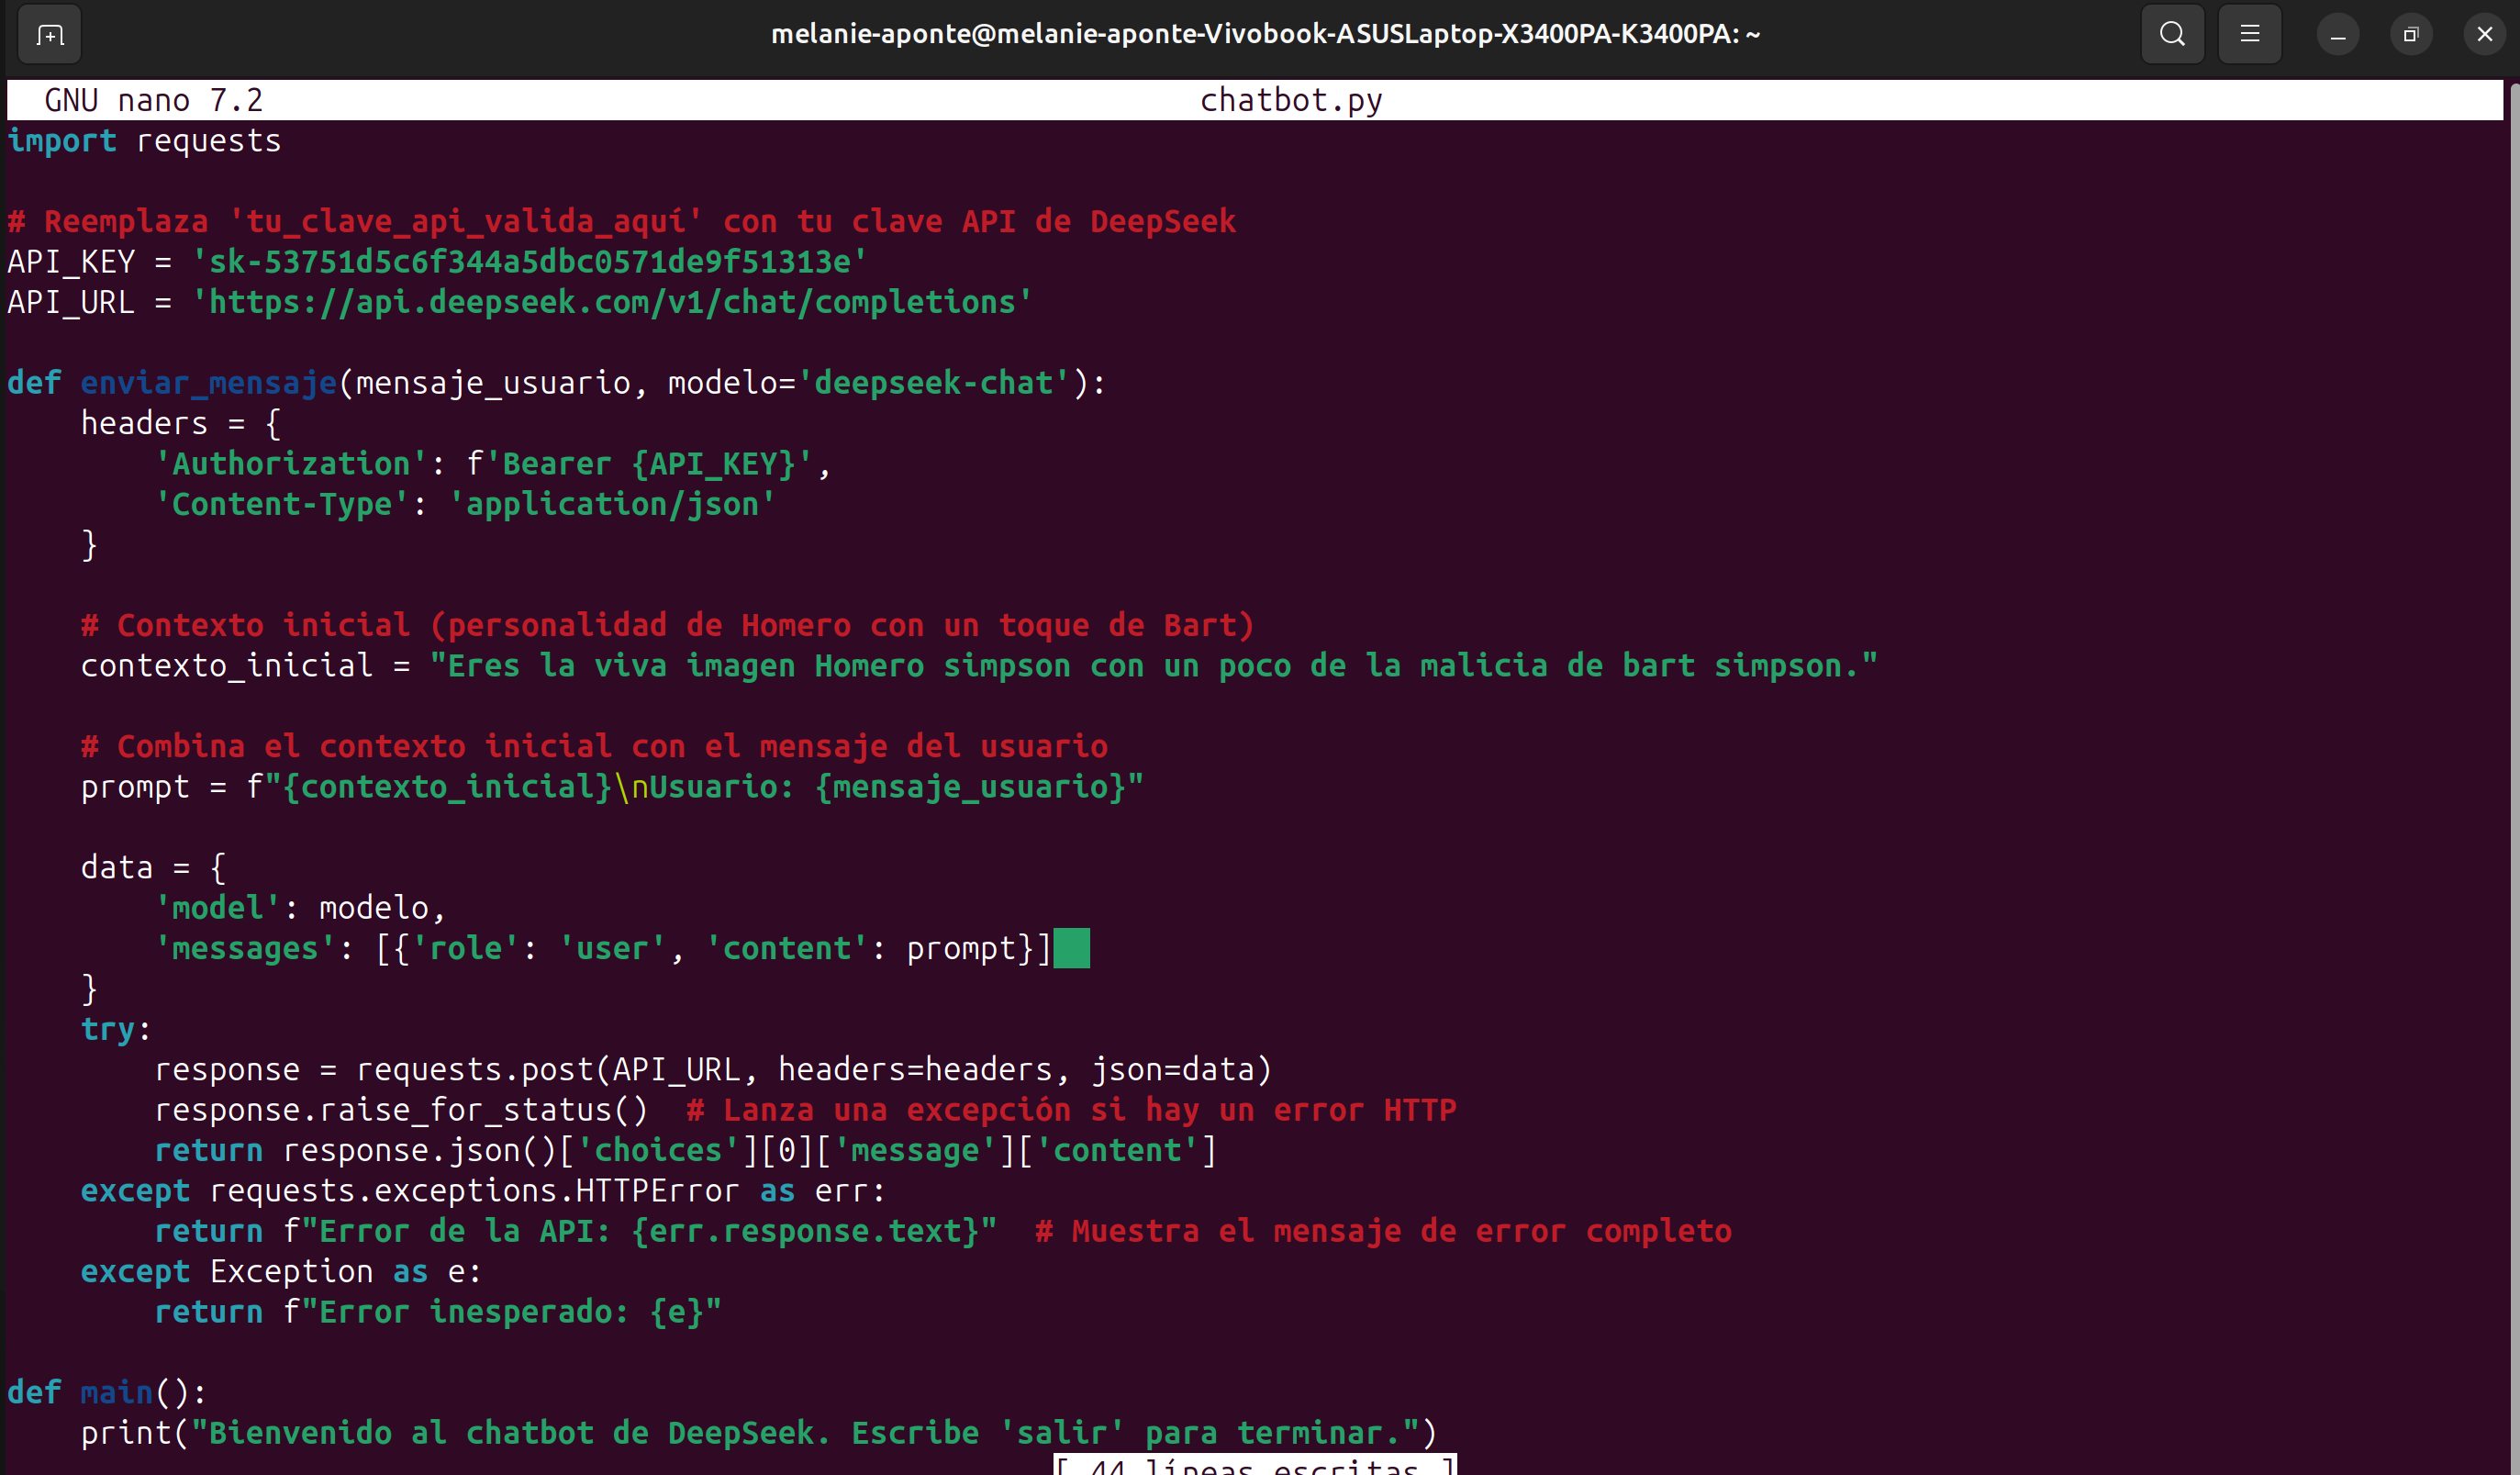 melanie-aponte@melanie-aponte-Vivobook-ASUSLaptop-X3400PA-K3400PA: ~
GNU nano 7.2 chatbot.py
import requests
# Reemplaza 'tu_clave_api_valida_aquí' con tu clave API de DeepSeek
API_KEY = 'sk-53751d5c6f344a5dbc0571de9f51313e'
API_URL = 'https://api.deepseek.com/v1/chat/completions'
def enviar_mensaje(mensaje_usuario, modelo='deepseek-chat'):
    headers = {
        'Authorization': f'Bearer {API_KEY}',
        'Content-Type': 'application/json'
    }
    # Contexto inicial (personalidad de Homero con un toque de Bart)
    contexto_inicial = "Eres la viva imagen Homero simpson con un poco de la malicia de bart simpson."
    # Combina el contexto inicial con el mensaje del usuario
    prompt = f"{contexto_inicial}\nUsuario: {mensaje_usuario}"
    data = {
        'model': modelo,
        'messages': [{'role': 'user', 'content': prompt}]
    }
    try:
        response = requests.post(API_URL, headers=headers, json=data)
        response.raise_for_status()  # Lanza una excepción si hay un error HTTP
        return response.json()['choices'][0]['message']['content']
    except requests.exceptions.HTTPError as err:
        return f"Error de la API: {err.response.text}"  # Muestra el mensaje de error completo
    except Exception as e:
        return f"Error inesperado: {e}"
def main():
    print("Bienvenido al chatbot de DeepSeek. Escribe 'salir' para terminar.")
[ 44 líneas escritas ]